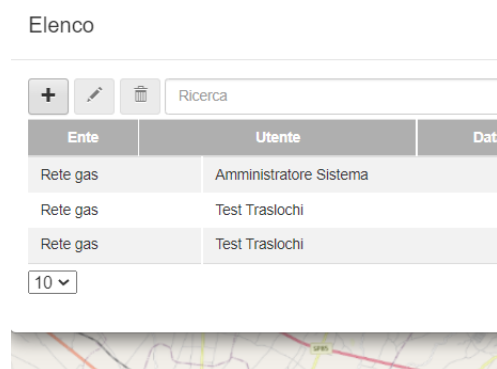 Elenco
Ricerca
Ente Utente Dat
Rete gas Amministratore Sistema
Rete gas Test Traslochi
Rete gas Test Traslochi
10